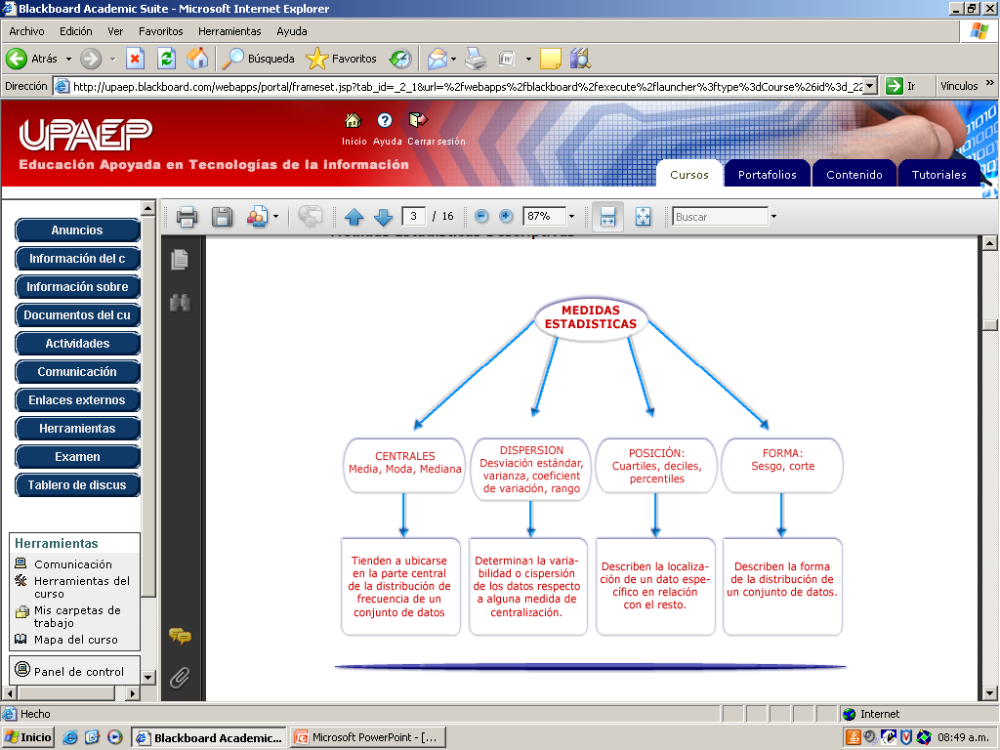 Blackboard Academic Suite - Microsoft Internet Explorer
Archivo Edición Ver Favoritos Herramientas Ayuda
Atrás Búsqueda Favoritos
Dirección http://upaep.blackboard.com/webapps/portal/frameset.jsp?tab_id=_2_1&url=%2fwebapps%2fblackboard%2fexecute%2flauncher%3ftype%3dCourse%26id%3d_22 Ir Vínculos »
UPAEP
Educación Apoyada en Tecnologías de la información
Inicio Ayuda Cerrar sesión
Cursos Portafolios Contenido Tutoriales
3 / 16 87% Buscar
Anuncios
Información del c
Información sobre
Documentos del cu
Actividades
Comunicación
Enlaces externos
Herramientas
Examen
Tablero de discus
Herramientas
Comunicación
Herramientas del
curso
Mis carpetas de
trabajo
Mapa del curso
Panel de control
MEDIDAS
ESTADISTICAS
CENTRALES
Media, Moda, Mediana
DISPERSION
Desviación estándar,
varianza, coeficient
de variación, rango
POSICIÓN:
Cuartiles, deciles,
percentiles
FORMA:
Sesgo, corte
Tienden a ubicarse
en la parte central
de la distribución de
frecuencia de un
conjunto de datos
Determinan la varia-
bilidad o cispersión
de los datos respecto
a alguna medida de
centralización.
Describen la localiza-
ción de un dato espe-
cífico en relación
con el resto.
Describen la forma
de la distribución de
un conjunto de datos.
Hecho Internet
Inicio Blackboard Academic... Microsoft PowerPoint - [... 08:49 a.m.